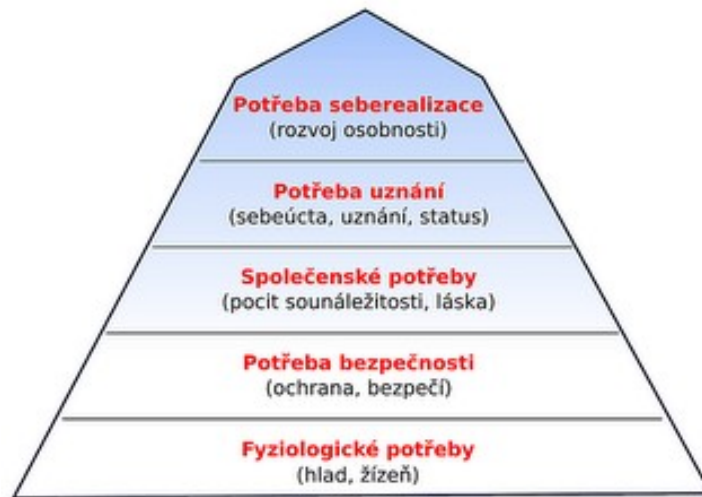 Potřeba seberealizace
(rozvoj osobnosti)
Potřeba uznání
(sebeúcta, uznání, status)
Společenské potřeby
(pocit sounáležitosti, láska)
Potřeba bezpečnosti
(ochrana, bezpečí)
Fyziologické potřeby
(hlad, žízeň)